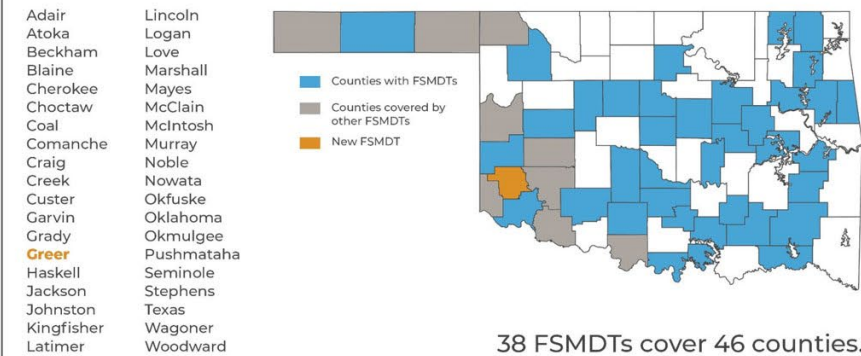 Adair
Atoka
Beckham
Blaine
Cherokee
Choctaw
Coal
Comanche
Craig
Creek
Custer
Garvin
Grady
Greer
Haskell
Jackson
Johnston
Kingfisher
Latimer
Lincoln
Logan
Love
Marshall
Mayes
McClain
McIntosh
Murray
Noble
Nowata
Okfuske
Oklahoma
Okmulgee
Pushmataha
Seminole
Stephens
Texas
Wagoner
Woodward
Counties with FSMDTs
Counties covered by
other FSMDTs
New FSMDT
38 FSMDTs cover 46 counties.